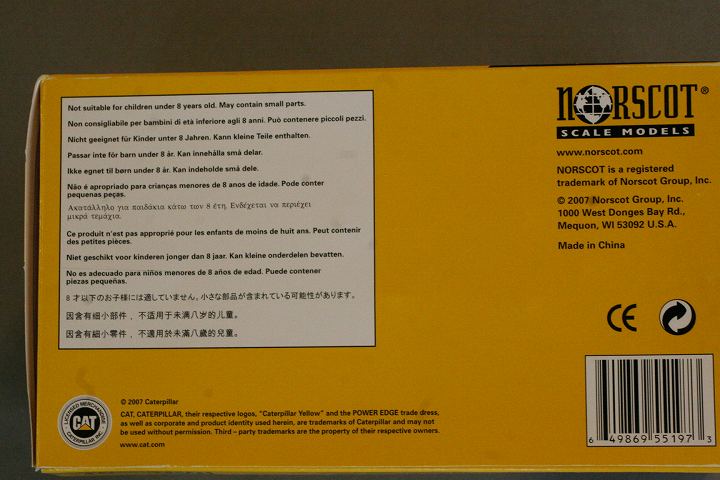 Not suitable for children under 8 years old. May contain small parts.
Non consigliabile per bambini di età inferiore agli 8 anni. Può contenere piccoli pezzi.
Nicht geeignet für Kinder unter 8 Jahren. Kann kleine Teile enthalten.
Passar inte för barn under 8 år. Kan innehålla små delar.
Ikke egnet til børn under 8 år. Kan indeholde små dele.
Não é apropriado para crianças menores de 8 anos de idade. Pode conter
pequenas peças.
Ακατάλληλο για παιδάκια κάτω των 8 έτη. Ενδέχεται να περιέχει
μικρά τεμάχια.
Ce produit n'est pas approprié pour les enfants de moins de huit ans. Peut contenir
des petites pièces.
Niet geschikt voor kinderen jonger dan 8 jaar. Kan kleine onderdelen bevatten.
No es adecuado para niños menores de 8 años de edad. Puede contener
piezas pequeñas.
8 才以下のお子様には適していません。小さな部品が含まれている可能性があります。
因含有细小部件，不适用于未满八岁的儿童。
因含有細小零件，不適用於未滿八歲的兒童。
NORSCOT®
SCALE MODELS
www.norscot.com
NORSCOT is a registered
trademark of Norscot Group, Inc.
© 2007 Norscot Group, Inc.
1000 West Donges Bay Rd.,
Mequon, WI 53092 U.S.A.
Made in China
CE
6 49869 55197 3
LICENSED MERCHANDISE
CAT
CATERPILLAR INC.
© 2007 Caterpillar
CAT, CATERPILLAR, their respective logos, "Caterpillar Yellow" and the POWER EDGE trade dress,
as well as corporate and product identity used herein, are trademarks of Caterpillar and may not
be used without permission. Third – party trademarks are the property of their respective owners.
www.cat.com